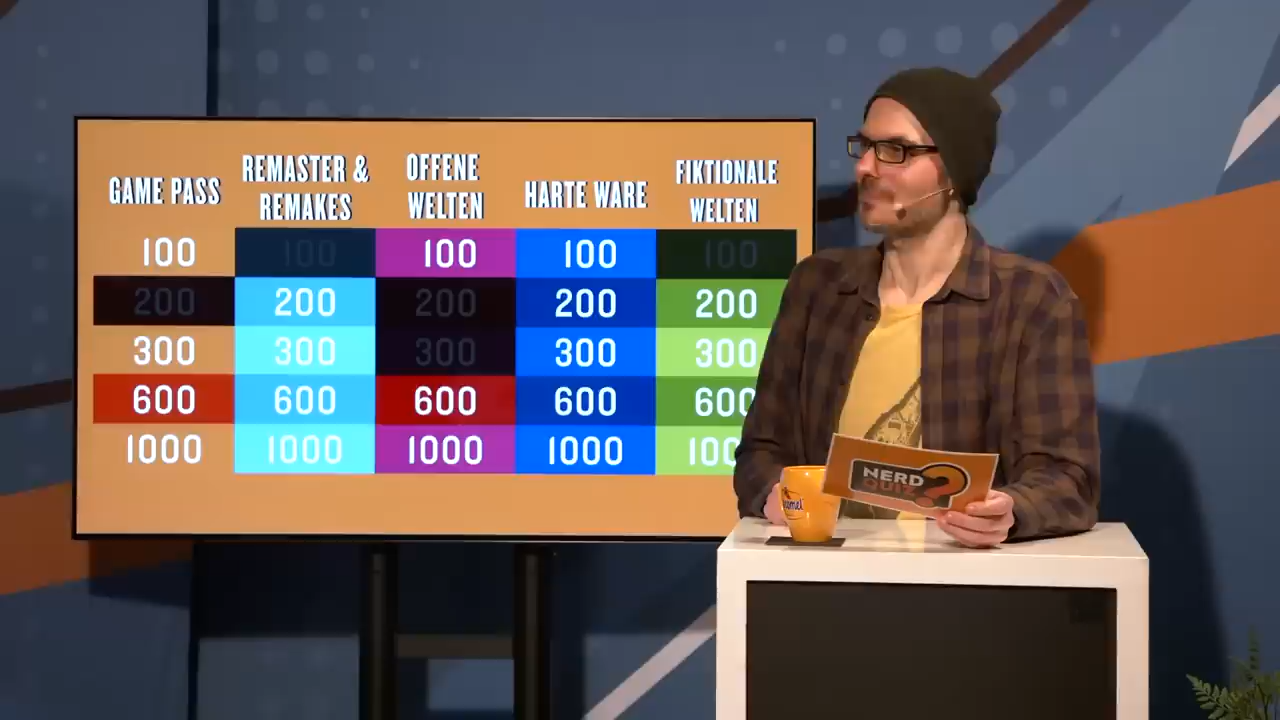 GAME PASS
REMASTER &
REMAKES
OFFENE
WELTEN
HARTE WARE
FIKTIONALE
WELTEN
100 100 100 100 100
200 200 200 200 200
300 300 300 300 300
600 600 600 600 600
1000 1000 1000 1000
NERD
QUIZ
?